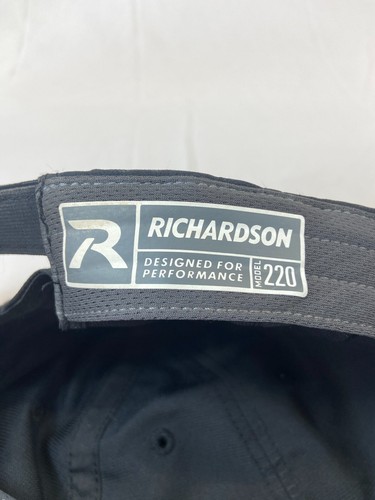 R
RICHARDSON
DESIGNED FOR
PERFORMANCE
MODEL
220